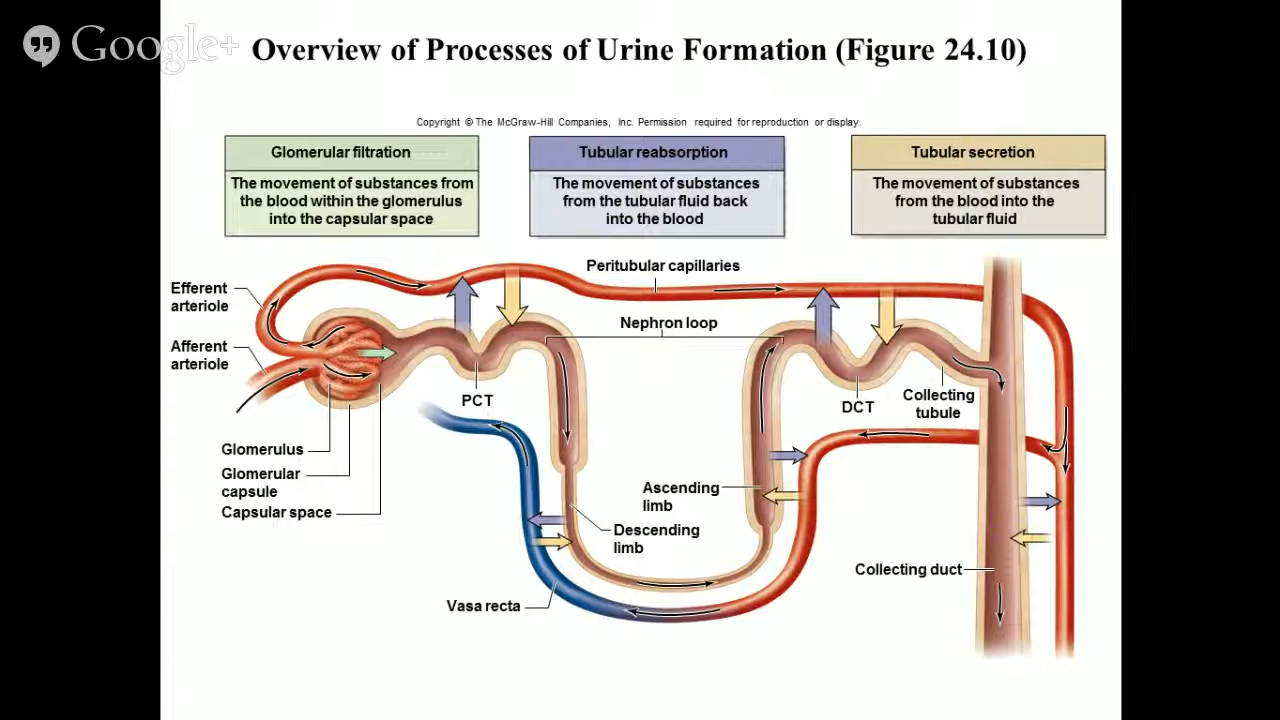 Google+
Overview of Processes of Urine Formation (Figure 24.10)
Copyright © The McGraw-Hill Companies, Inc. Permission required for reproduction or display.
Glomerular filtration
The movement of substances from
the blood within the glomerulus
into the capsular space
Tubular reabsorption
The movement of substances
from the tubular fluid back
into the blood
Tubular secretion
The movement of substances
from the blood into the
tubular fluid
Peritubular capillaries
Efferent
arteriole
Nephron loop
Afferent
arteriole
PCT
DCT
Collecting
tubule
Glomerulus
Glomerular
capsule
Capsular space
Ascending
limb
Descending
limb
Collecting duct
Vasa recta